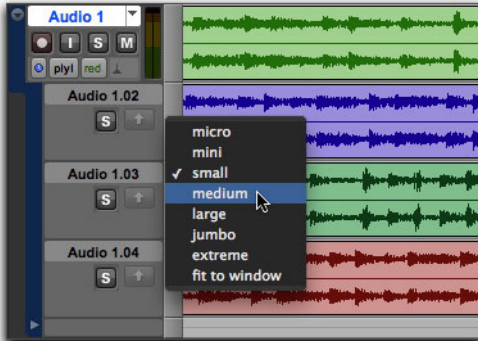 Audio 1
I S M
plyl red
Audio 1.02
S
Audio 1.03
S
Audio 1.04
S
micro
mini
✓ small
medium
large
jumbo
extreme
fit to window